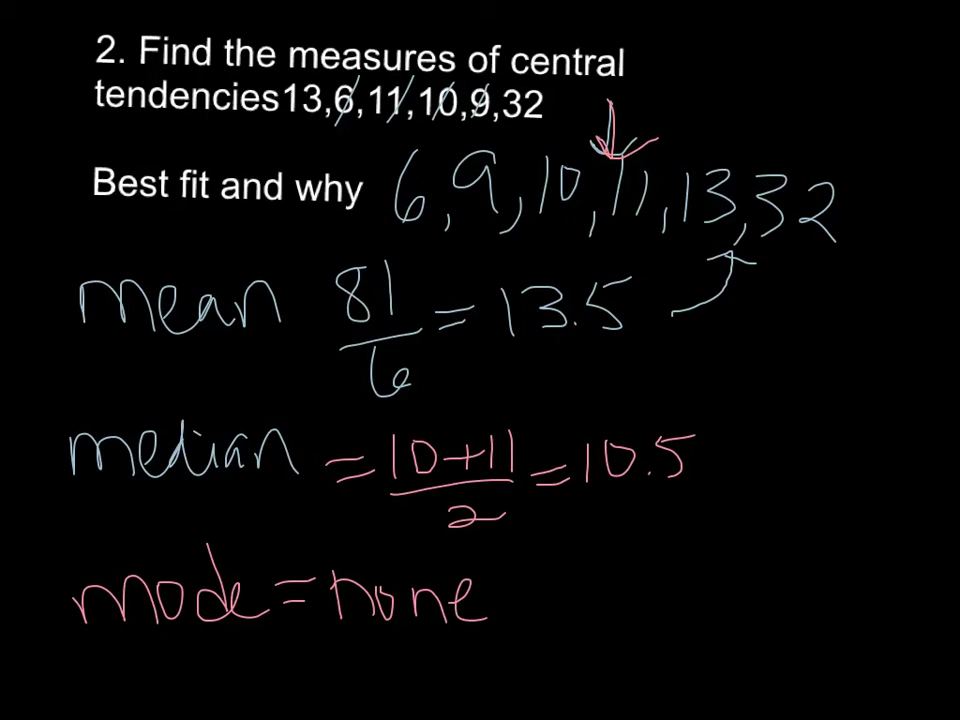 2. Find the measures of central
tendencies13,6,11,10,9,32
Best fit and why 6,9,10,11,13,32
mean 81/6 = 13.5
median = 10+11/2 = 10.5
mode = none